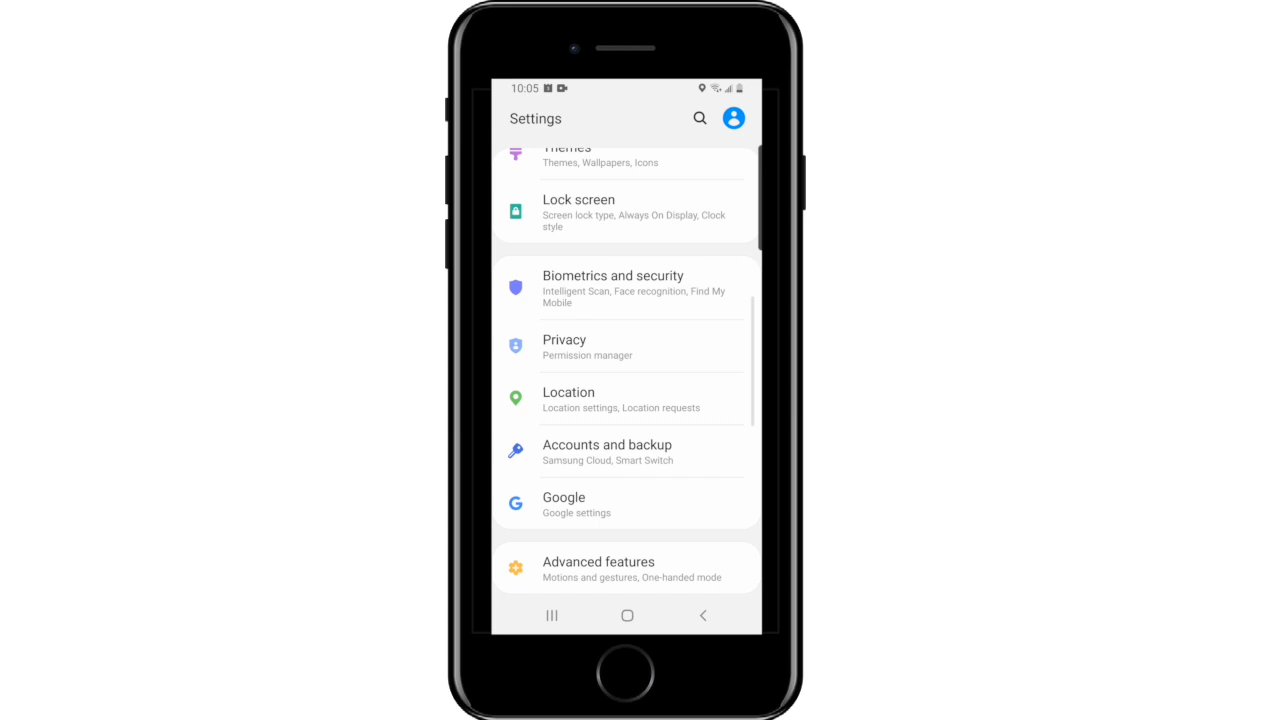 10:05
Settings
Themes
Themes, Wallpapers, Icons
Lock screen
Screen lock type, Always On Display, Clock
style
Biometrics and security
Intelligent Scan, Face recognition, Find My
Mobile
Privacy
Permission manager
Location
Location settings, Location requests
Accounts and backup
Samsung Cloud, Smart Switch
Google
Google settings
Advanced features
Motions and gestures, One-handed mode